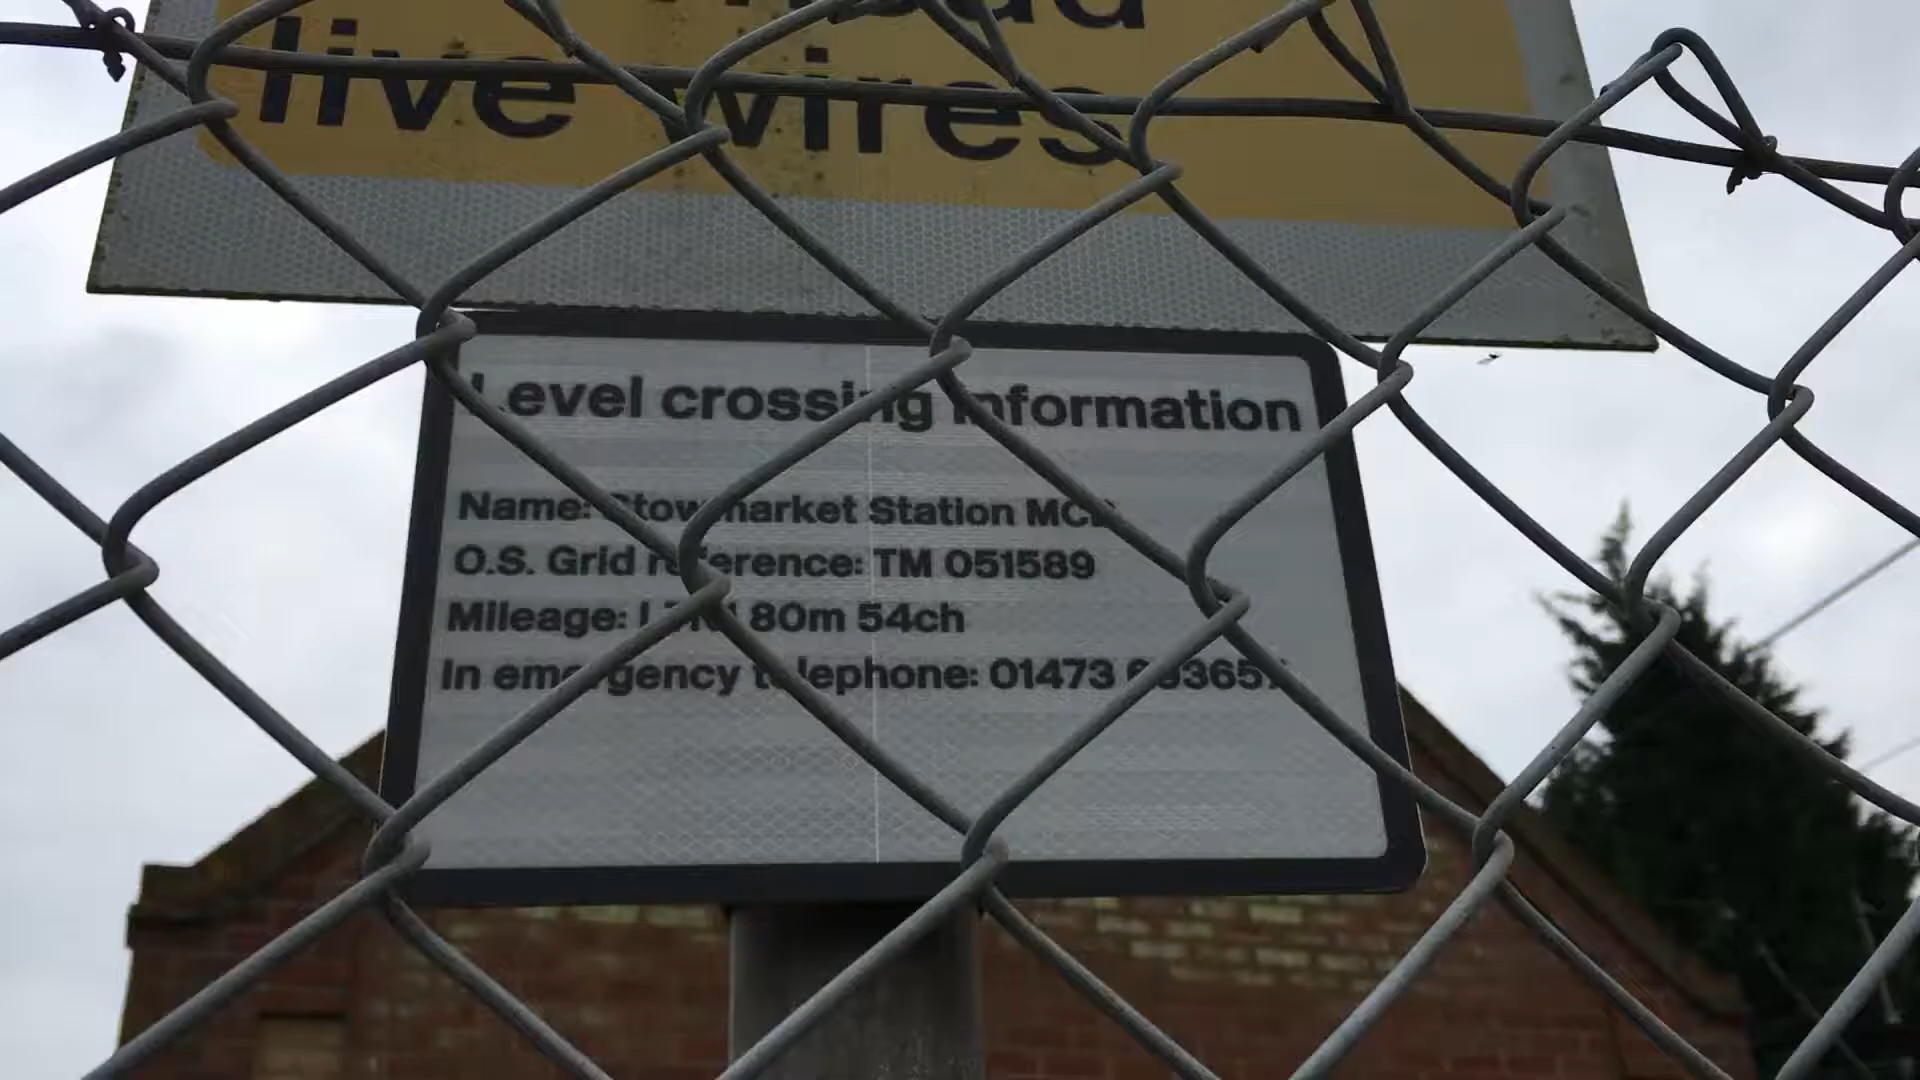 live wires
Level crossing information
Name: Stowmarket Station MCB
O.S. Grid reference: TM 051589
Mileage: 80m 54ch
In emergency telephone: 01473